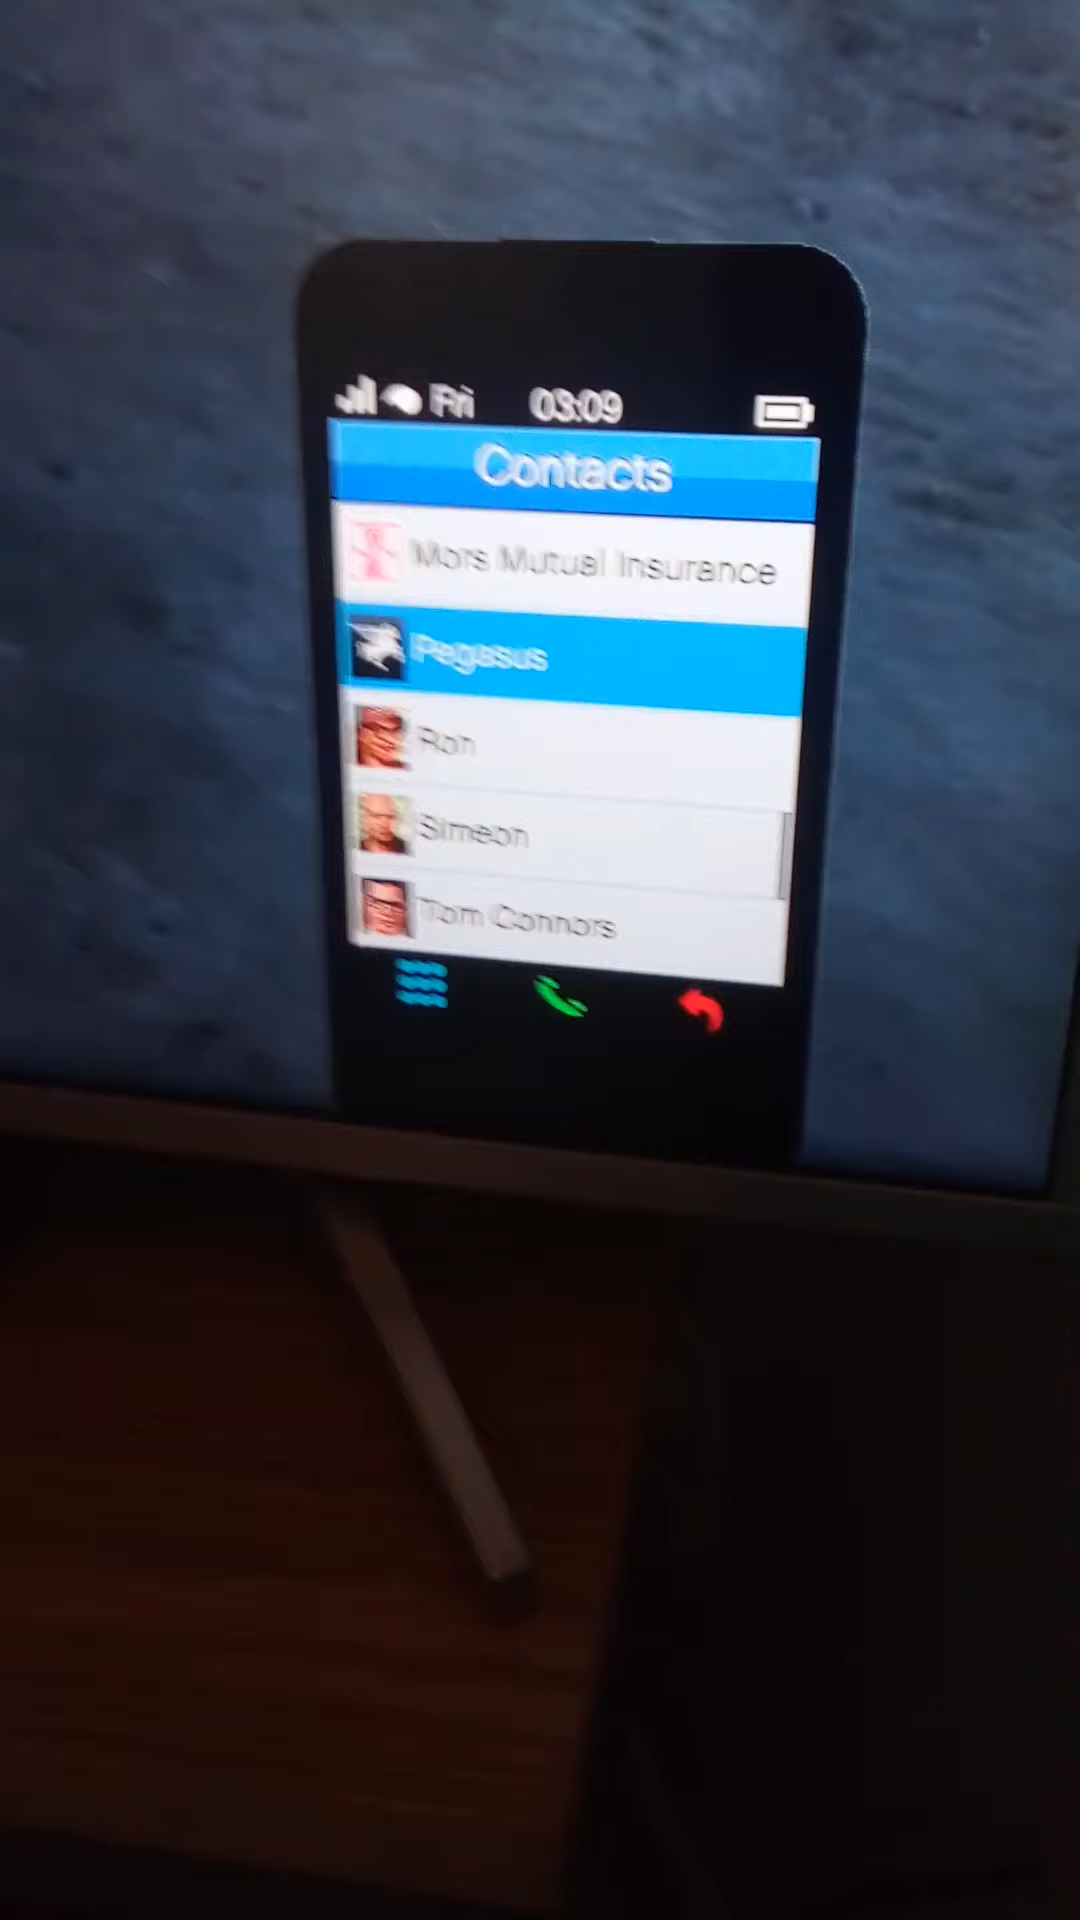 Fri 03:09
Contacts
Mors Mutual Insurance
Pegasus
Ron
Simeon
Tom Connors